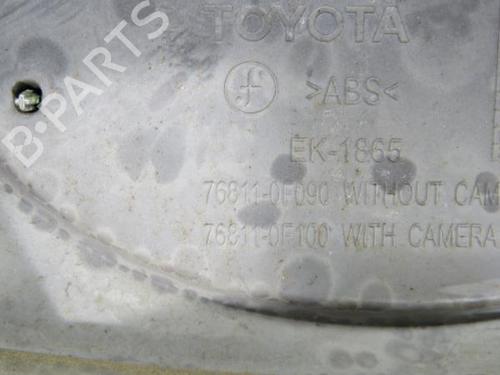 TOYOTA
f
>ABS<
EK-1865
76811-0F090 WITHOUT CAM
76811-0F100 WITH CAMERA
B-PARTS